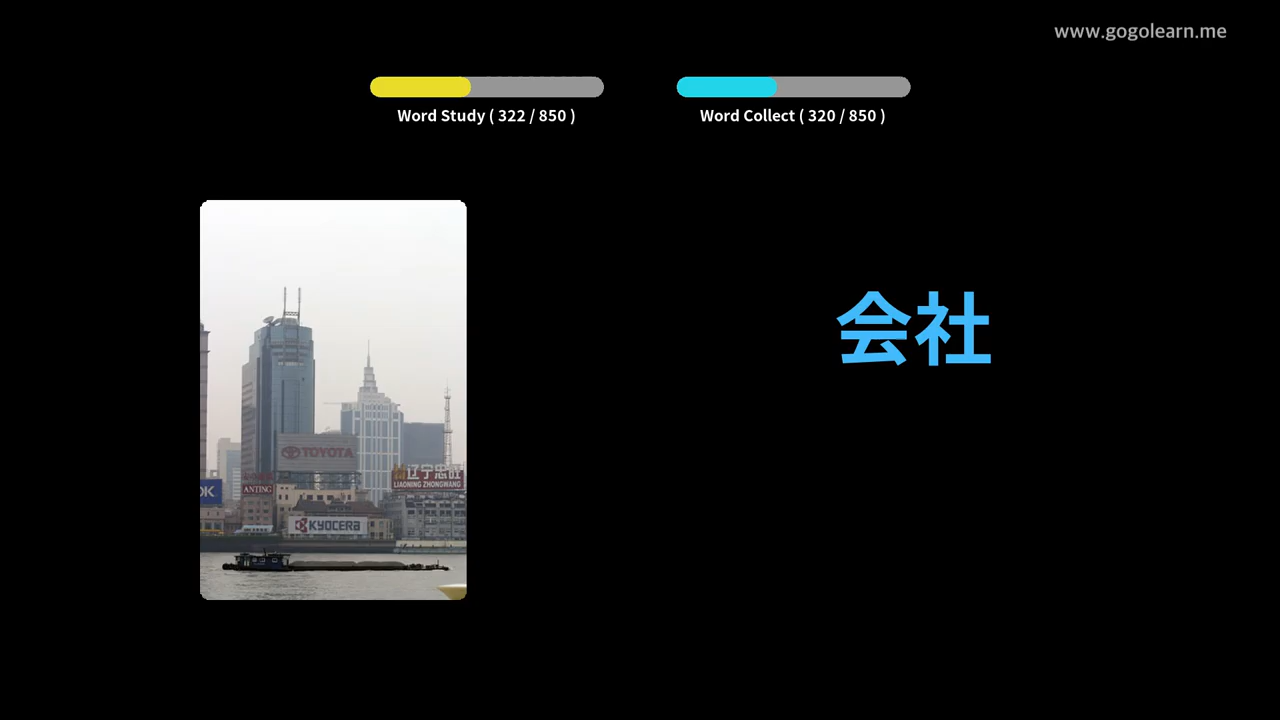 www.gogolearn.me
Word Study ( 322 / 850 )
Word Collect ( 320 / 850 )
会社
TOYOTA
辽宁忠旺
LIAONING ZHONGWANG
ANTING
OK
KYOCERA